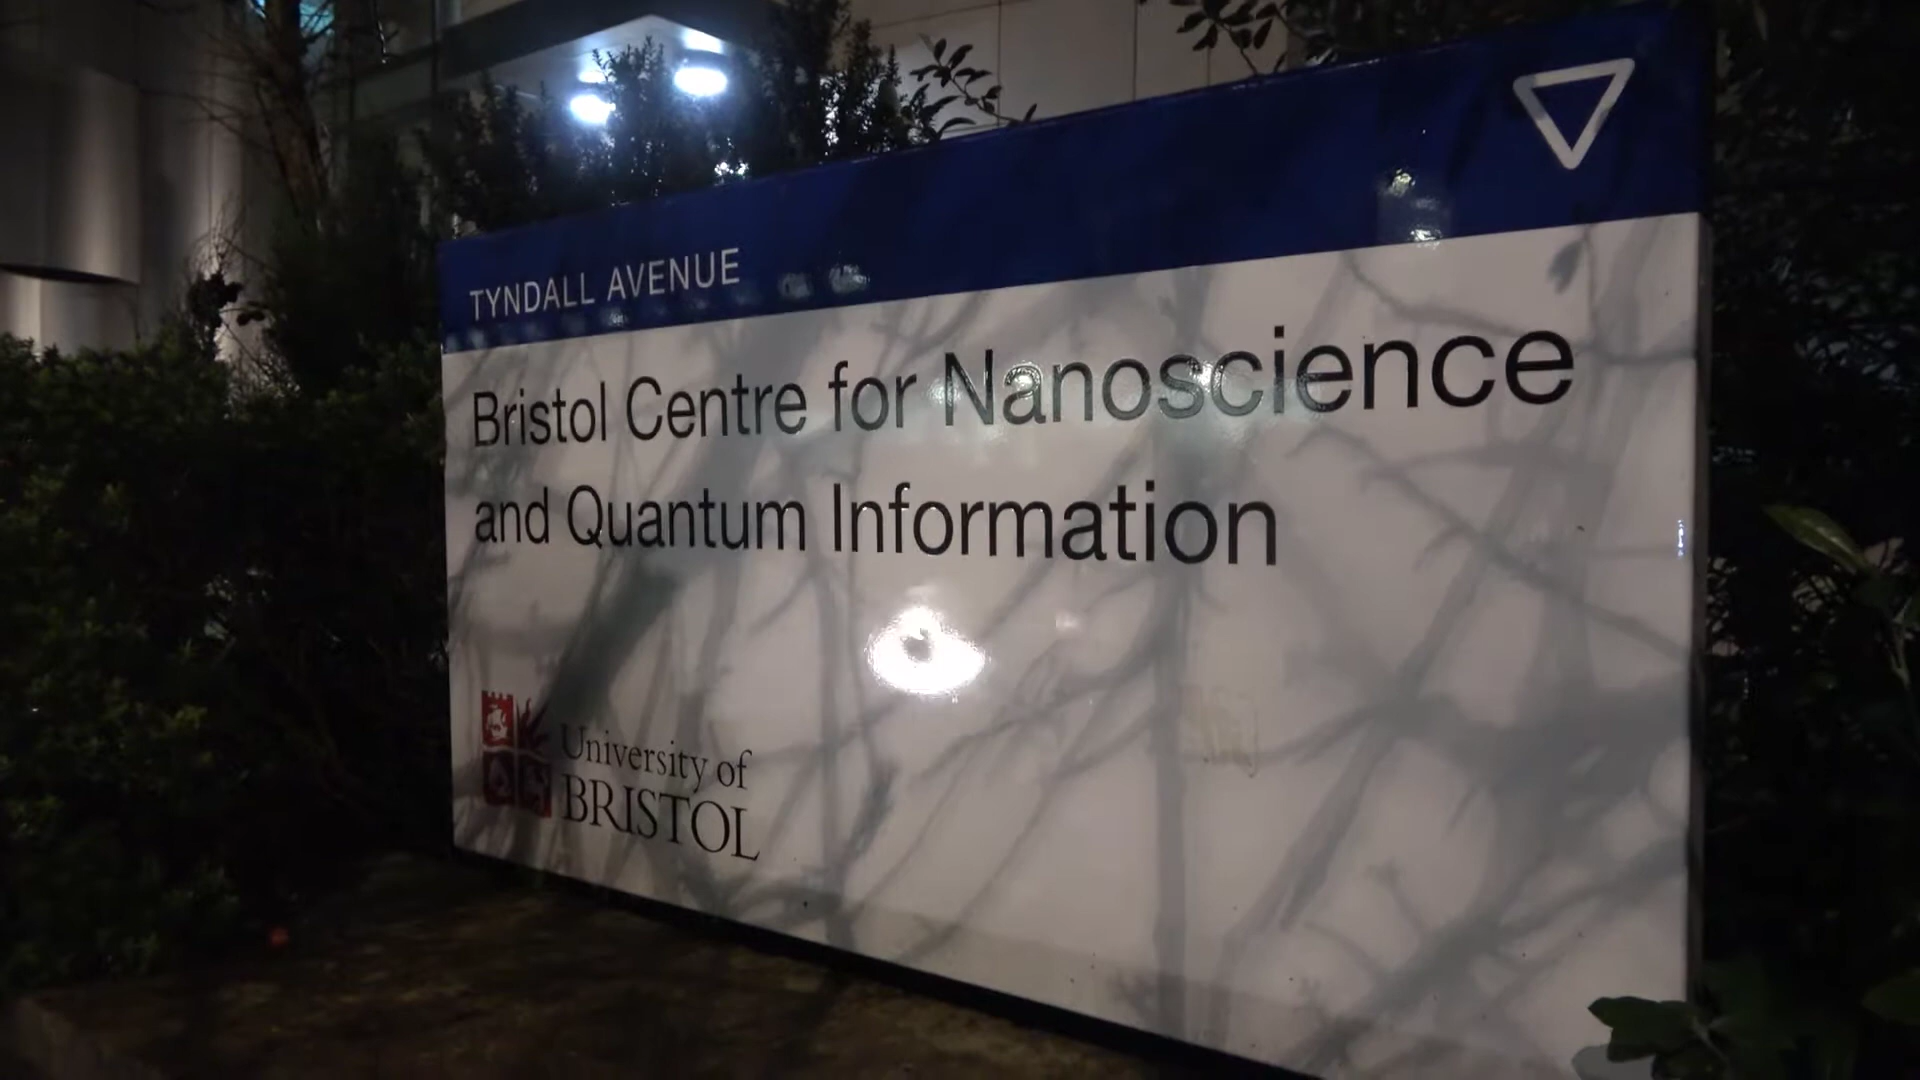 TYNDALL AVENUE
Bristol Centre for Nanoscience
and Quantum Information
University of
BRISTOL